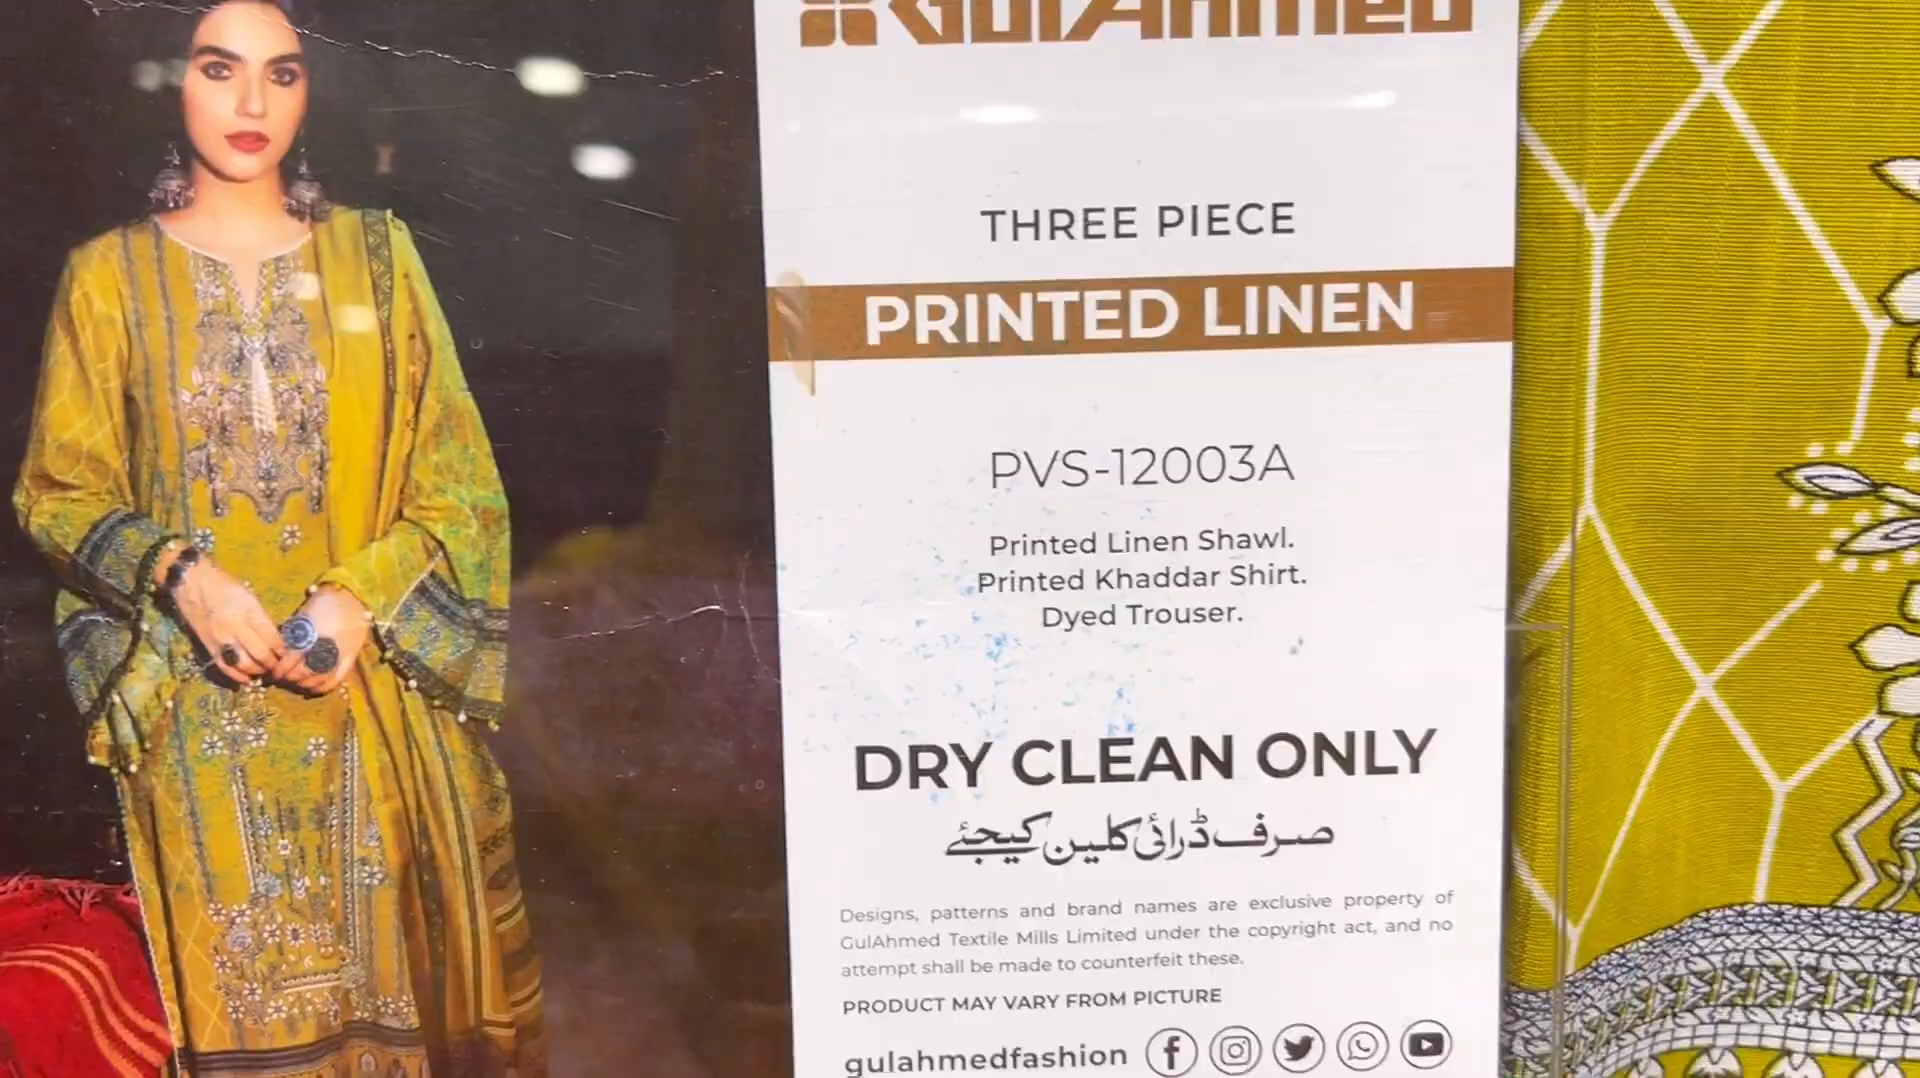 GulAhmed
THREE PIECE
PRINTED LINEN
PVS-12003A
Printed Linen Shawl.
Printed Khaddar Shirt.
Dyed Trouser.
DRY CLEAN ONLY
صرف ڈرائی کلین کیجئے
Designs, patterns and brand names are exclusive property of
GulAhmed Textile Mills Limited under the copyright act, and no
attempt shall be made to counterfeit these.
PRODUCT MAY VARY FROM PICTURE
gulahmedfashion